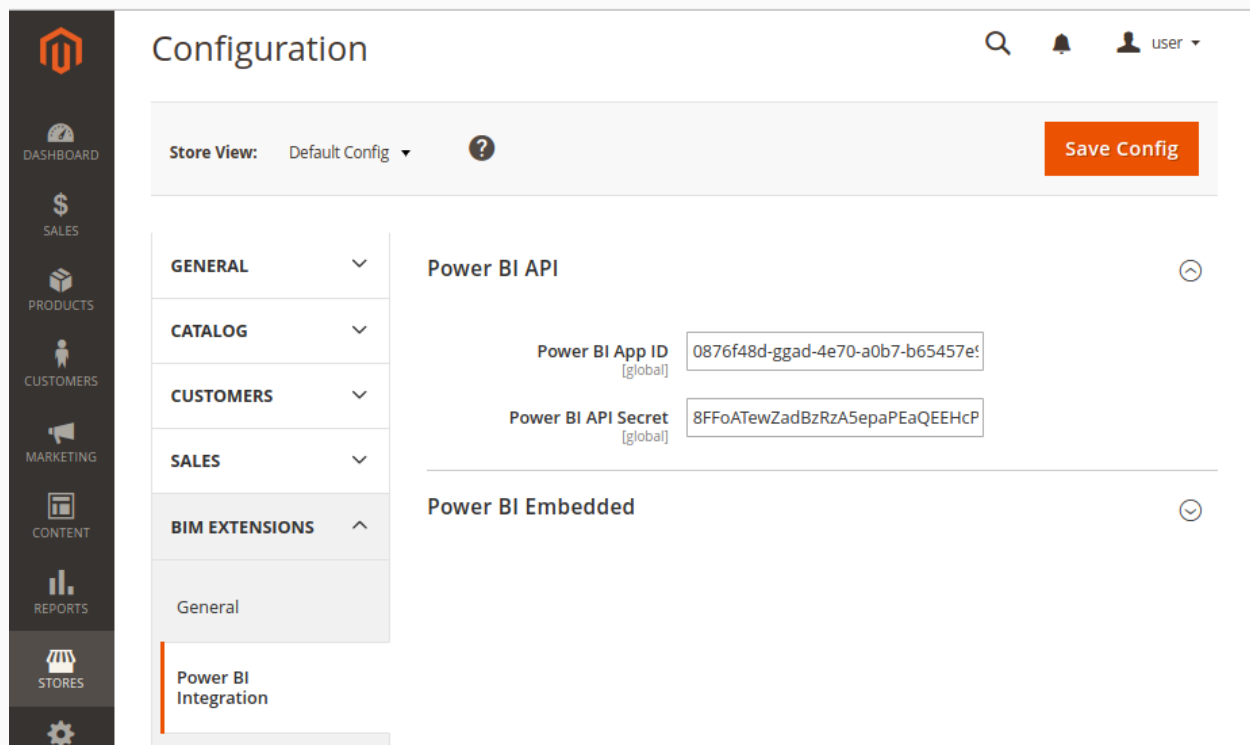 Configuration
user
Store View: Default Config
Save Config
DASHBOARD
SALES
PRODUCTS
CUSTOMERS
MARKETING
CONTENT
REPORTS
STORES
GENERAL
CATALOG
CUSTOMERS
SALES
BIM EXTENSIONS
General
Power BI
Integration
Power BI API
Power BI App ID 0876f48d-ggad-4e70-a0b7-b65457e9
[global]
Power BI API Secret 8FFoATewZadBzRzA5epaPEaQEEHcP
[global]
Power BI Embedded